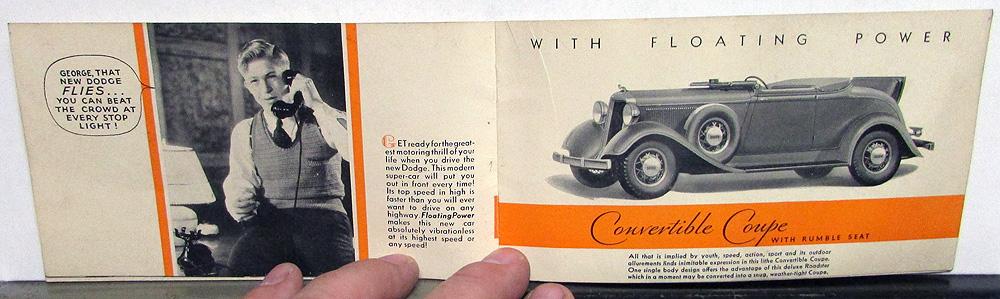 GEORGE, THAT
NEW DODGE
FLIES...
YOU CAN BEAT
THE CROWD AT
EVERY STOP
LIGHT!
GET ready for the great-
est motoring thrill of your
life when you drive the
new Dodge. This modern
super-car will put you
out in front every time!
Its top speed in high is
faster than you will ever
want to drive on any
highway. Floating Power
makes this new car
absolutely vibrationless
at its highest speed or
any speed!
WITH FLOATING POWER
Convertible Coupe
WITH RUMBLE SEAT
All that is implied by youth, speed, action, sport and its outdoor
allurements finds inimitable expression in this lithe Convertible Coupe.
One single body design offers the advantage of this deluxe Roadster
which in a moment may be converted into a snug, weather-tight Coupe.